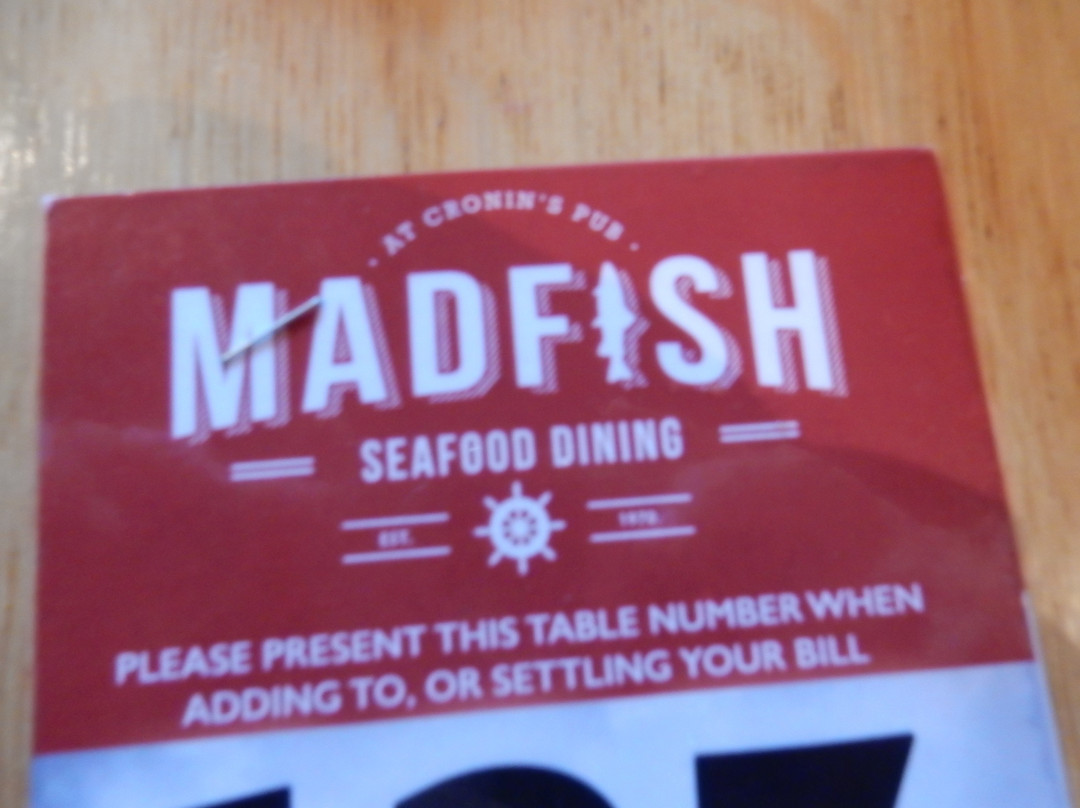 · AT CRONIN'S PUB ·
MADFISH
SEAFOOD DINING
EST. 1970.
PLEASE PRESENT THIS TABLE NUMBER WHEN
ADDING TO, OR SETTLING YOUR BILL